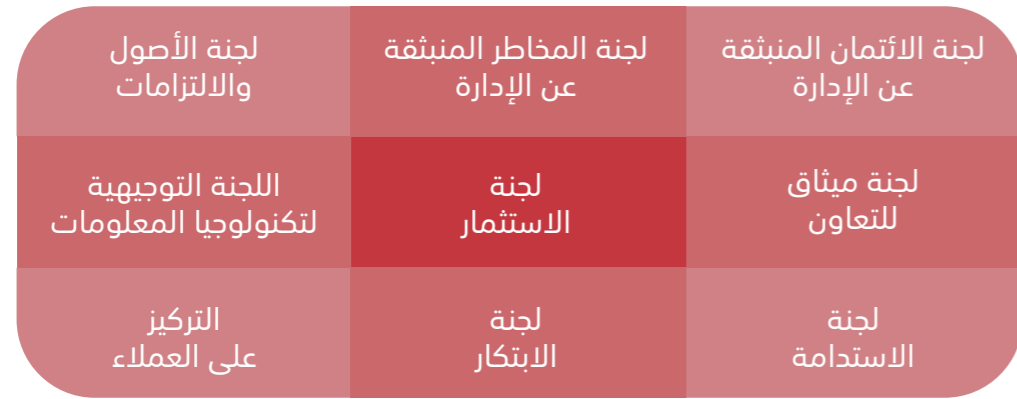 لجنة الائتمان المنبثقة
عن الإدارة
لجنة المخاطر المنبثقة
عن الإدارة
لجنة الأصول
والالتزامات
لجنة ميثاق
للتعاون
لجنة
الاستثمار
اللجنة التوجيهية
لتكنولوجيا المعلومات
لجنة
الاستدامة
لجنة
الابتكار
التركيز
على العملاء